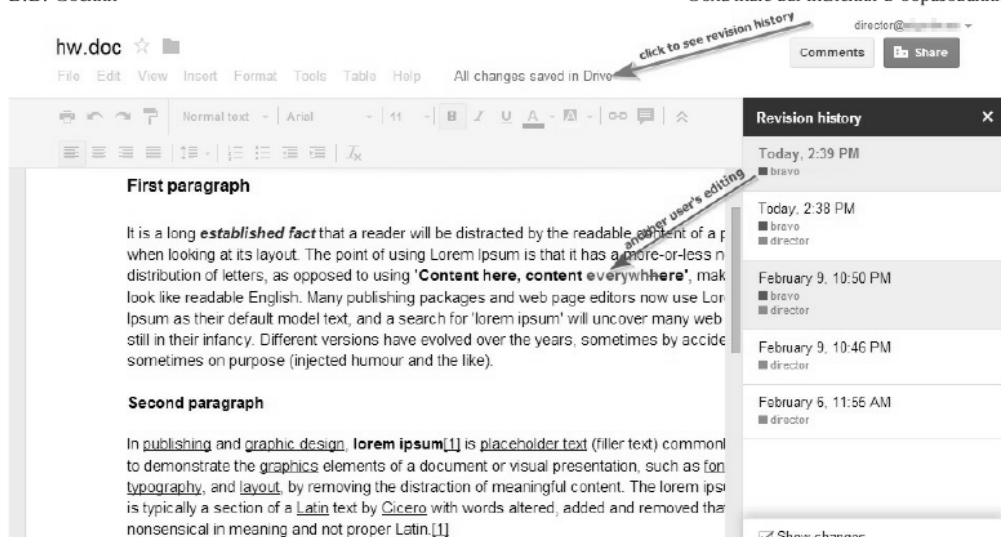 click to see revision history
director@
hw.doc
Comments
Share
File Edit View Insert Format Tools Table Help All changes saved in Drive
Normal text Arial 11 B I U A A
Revision history ×
Today, 2:39 PM
bravo
another user's editing
First paragraph
Today, 2:38 PM
bravo
director
It is a long established fact that a reader will be distracted by the readable content of a p
when looking at its layout. The point of using Lorem Ipsum is that it has a more-or-less n
distribution of letters, as opposed to using 'Content here, content everywhhere', mak
look like readable English. Many publishing packages and web page editors now use Lor
Ipsum as their default model text, and a search for 'lorem ipsum' will uncover many web
still in their infancy. Different versions have evolved over the years, sometimes by accide
sometimes on purpose (injected humour and the like).
February 9, 10:50 PM
bravo
director
February 9, 10:46 PM
director
February 6, 11:55 AM
director
Second paragraph
In publishing and graphic design, lorem ipsum[1] is placeholder text (filler text) commonl
to demonstrate the graphics elements of a document or visual presentation, such as fon
typography, and layout, by removing the distraction of meaningful content. The lorem ips
is typically a section of a Latin text by Cicero with words altered, added and removed tha
nonsensical in meaning and not proper Latin.[1]
Show changes